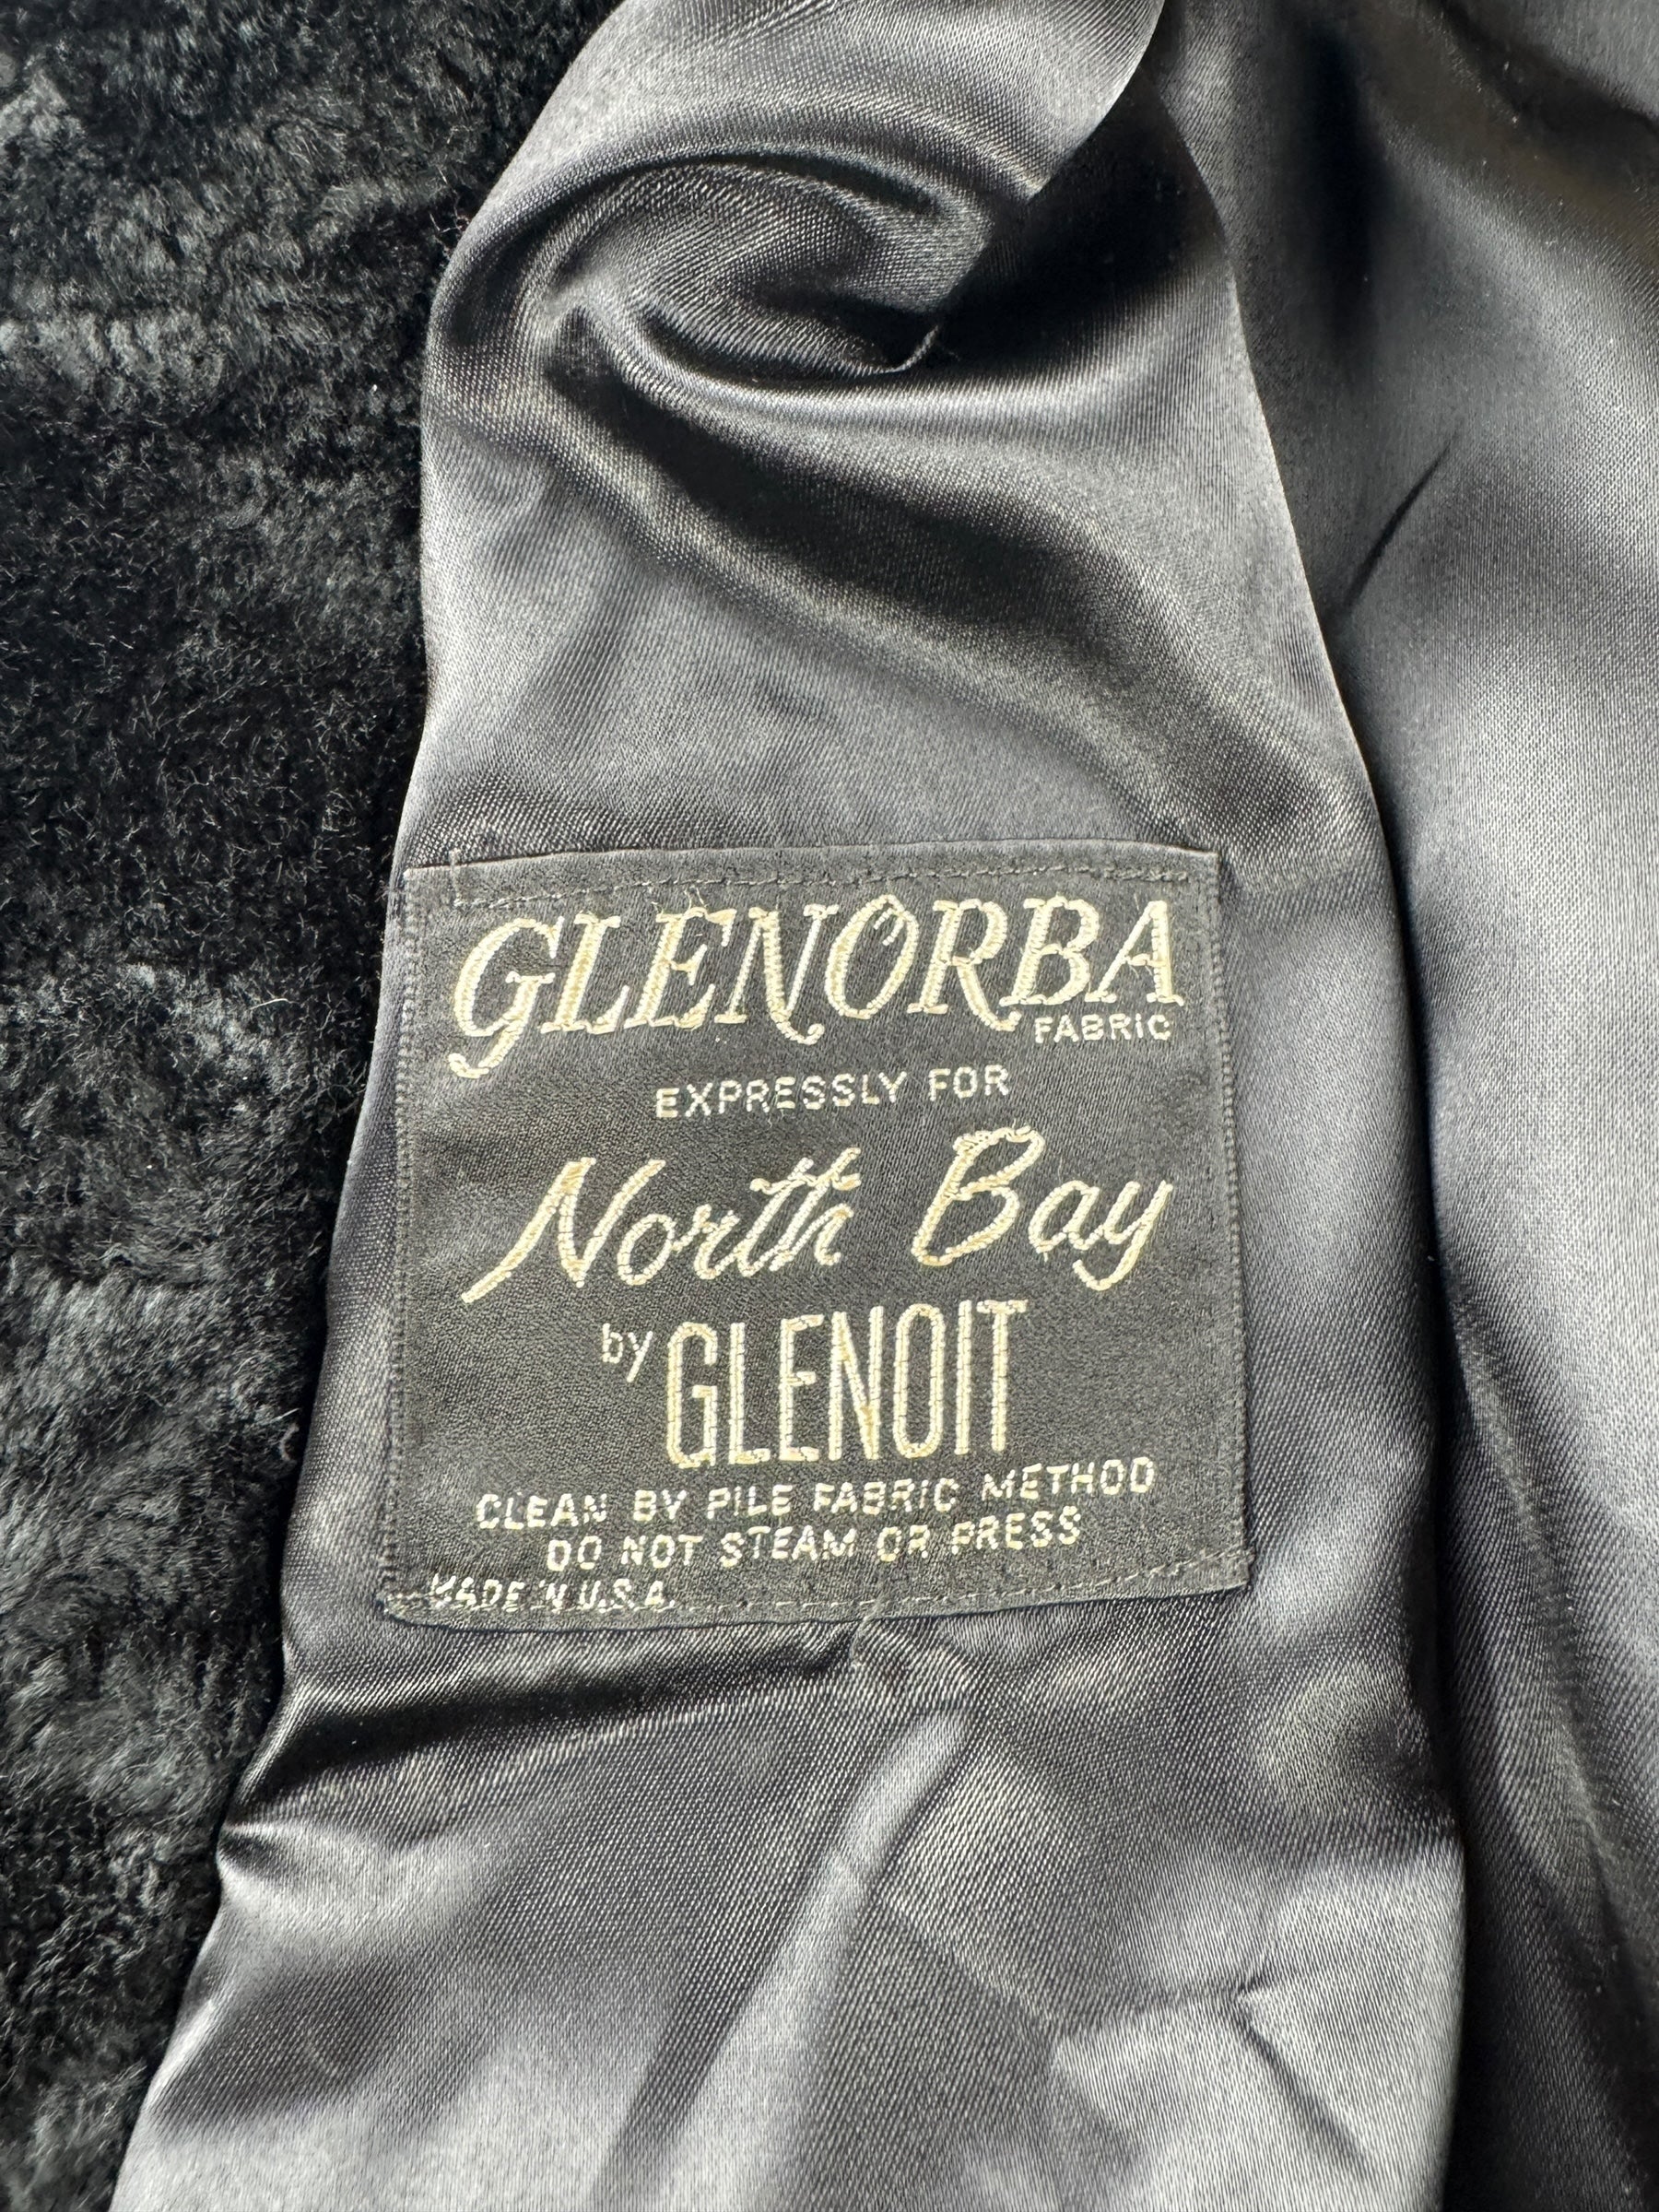 GLENORBA
FABRIC
EXPRESSLY FOR
North Bay
by GLENOIT
CLEAN BY PILE FABRIC METHOD
DO NOT STEAM OR PRESS
MADE IN U.S.A.